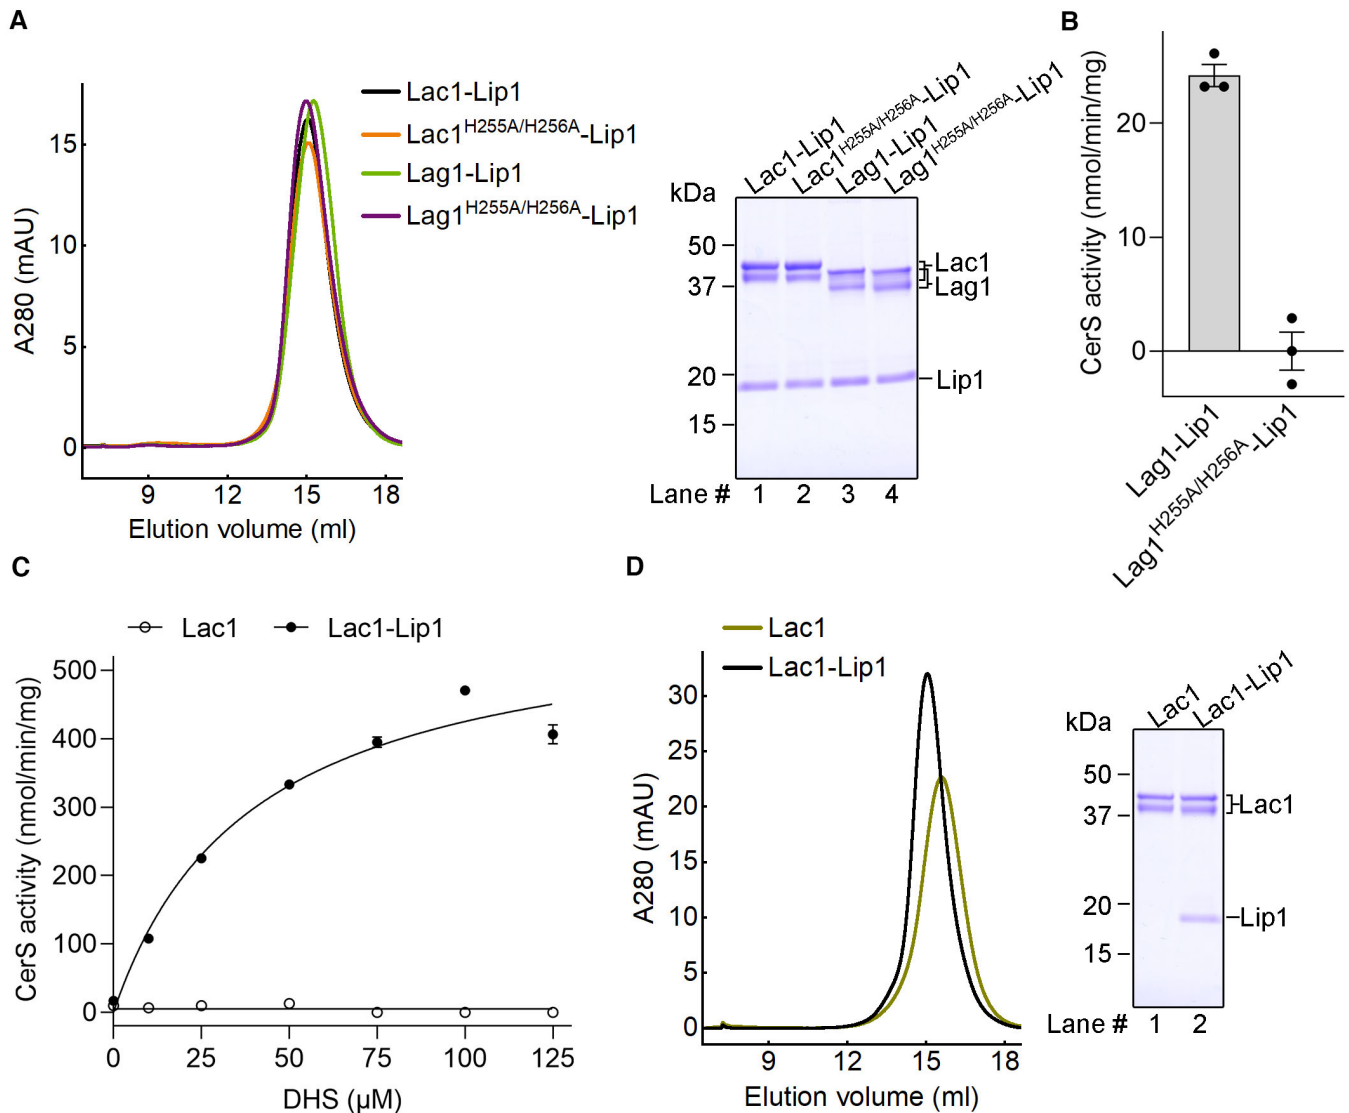 A
Lac1-Lip1
Lac1H255A/H256A-Lip1
Lag1-Lip1
Lag1H255A/H256A-Lip1
A280 (mAU)
15
10
5
0
9 12 15 18
Elution volume (ml)
Lac1-Lip1
Lac1H255A/H256A-Lip1
Lag1-Lip1
Lag1H255A/H256A-Lip1
kDa
50
37
20
15
Lac1
Lag1
Lip1
Lane # 1 2 3 4
B
CerS activity (nmol/min/mg)
20
10
0
Lag1-Lip1
Lag1H255A/H256A-Lip1
C
Lac1 Lac1-Lip1
CerS activity (nmol/min/mg)
500
400
300
200
100
0
0 25 50 75 100 125
DHS (μM)
D
Lac1
Lac1-Lip1
A280 (mAU)
30
25
20
15
10
5
0
9 12 15 18
Elution volume (ml)
Lac1
Lac1-Lip1
kDa
50
37
20
15
Lac1
Lip1
Lane # 1 2